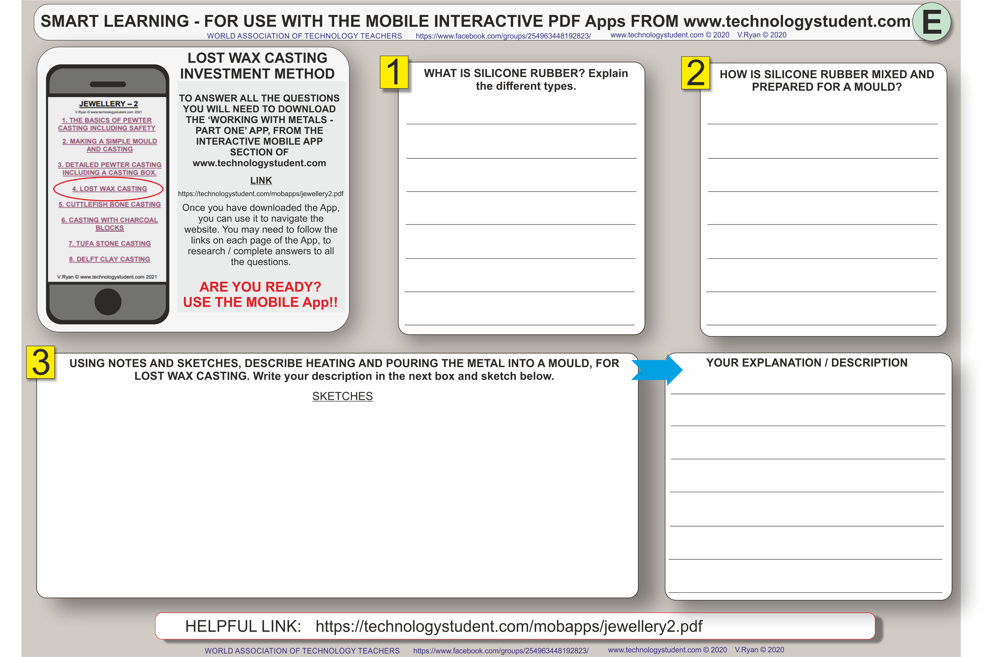 SMART LEARNING - FOR USE WITH THE MOBILE INTERACTIVE PDF Apps FROM www.technologystudent.com
E
WORLD ASSOCIATION OF TECHNOLOGY TEACHERS https://www.facebook.com/groups/254963448192823/ www.technologystudent.com © 2020 V.Ryan © 2020
LOST WAX CASTING
INVESTMENT METHOD
JEWELLERY – 2
V.Ryan © www.technologystudent.com 2021
1. THE BASICS OF PEWTER
CASTING INCLUDING SAFETY
2. MAKING A SIMPLE MOULD
AND CASTING
3. DETAILED PEWTER CASTING
INCLUDING A CASTING BOX.
4. LOST WAX CASTING
5. CUTTLEFISH BONE CASTING
6. CASTING WITH CHARCOAL
BLOCKS
7. TUFA STONE CASTING
8. DELFT CLAY CASTING
V.Ryan © www.technologystudent.com 2021
TO ANSWER ALL THE QUESTIONS
YOU WILL NEED TO DOWNLOAD
THE ‘WORKING WITH METALS -
PART ONE’ APP, FROM THE
INTERACTIVE MOBILE APP
SECTION OF
www.technologystudent.com
LINK
https://technologystudent.com/mobapps/jewellery2.pdf
Once you have downloaded the App,
you can use it to navigate the
website. You may need to follow the
links on each page of the App, to
research / complete answers to all
the questions.
ARE YOU READY?
USE THE MOBILE App!!
1
WHAT IS SILICONE RUBBER? Explain
the different types.
2
HOW IS SILICONE RUBBER MIXED AND
PREPARED FOR A MOULD?
3
USING NOTES AND SKETCHES, DESCRIBE HEATING AND POURING THE METAL INTO A MOULD, FOR
LOST WAX CASTING. Write your description in the next box and sketch below.
SKETCHES
YOUR EXPLANATION / DESCRIPTION
HELPFUL LINK: https://technologystudent.com/mobapps/jewellery2.pdf
WORLD ASSOCIATION OF TECHNOLOGY TEACHERS https://www.facebook.com/groups/254963448192823/ www.technologystudent.com © 2020 V.Ryan © 2020